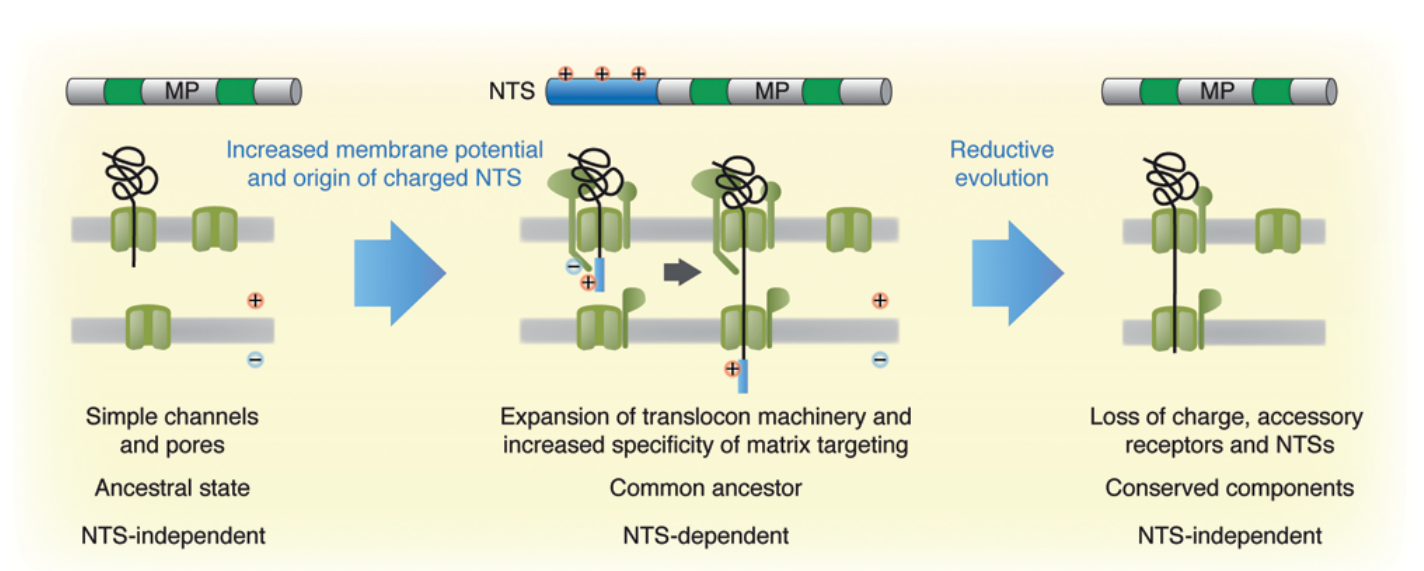 MP
NTS
+ + +
MP
MP
Increased membrane potential
and origin of charged NTS
Reductive
evolution
−
+
+
−
+
+
−
Simple channels
and pores
Ancestral state
NTS-independent
Expansion of translocon machinery and
increased specificity of matrix targeting
Common ancestor
NTS-dependent
Loss of charge, accessory
receptors and NTSs
Conserved components
NTS-independent